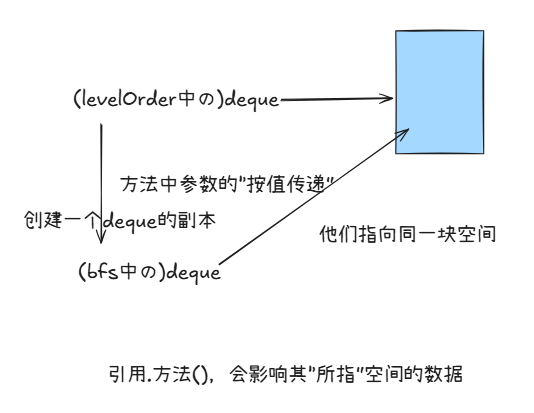 (levelOrder中の)deque
方法中参数的"按值传递"
创建一个deque的副本
他们指向同一块空间
(bfs中の)deque
引用.方法()，会影响其"所指"空间的数据